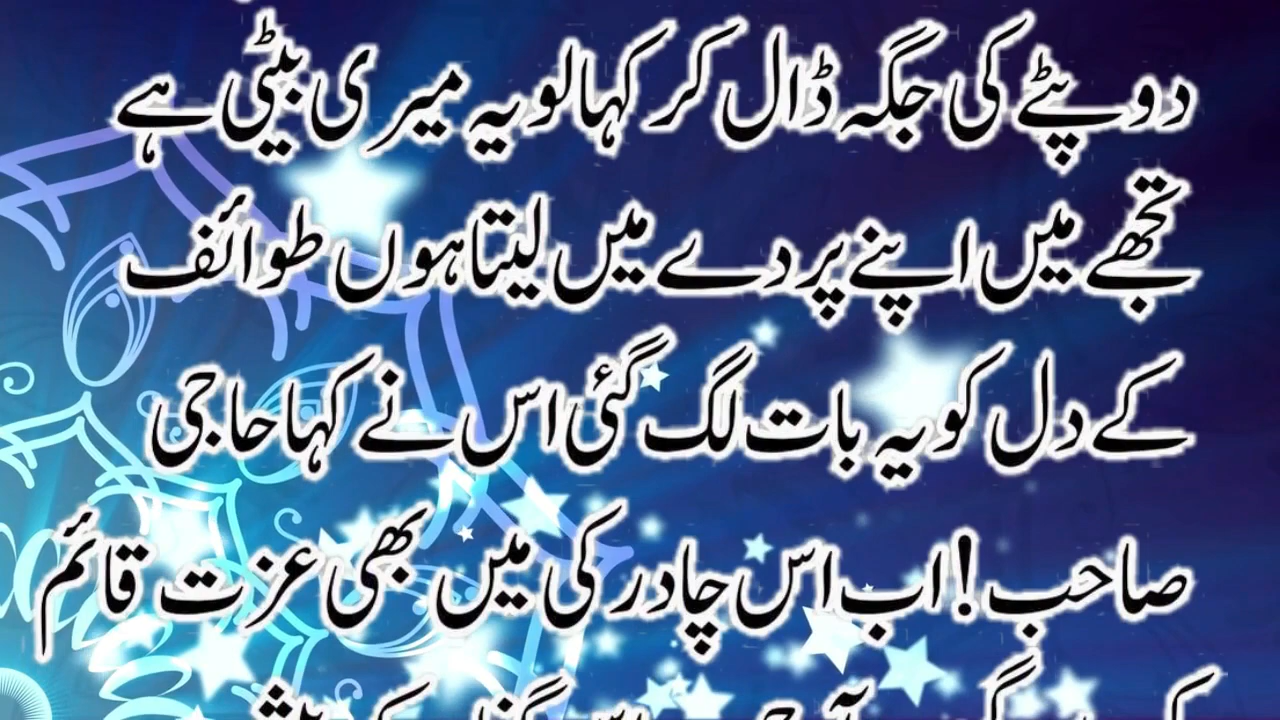 دوپٹے کی جگہ ڈال کر کہا لو یہ میری بیٹی ہے
تجھے میں اپنے پردے میں لیتا ہوں طوائف
کے دل کو یہ بات لگ گئی اس نے کہا حاجی
صاحب! اب اس چادر کی میں بھی عزت قائم